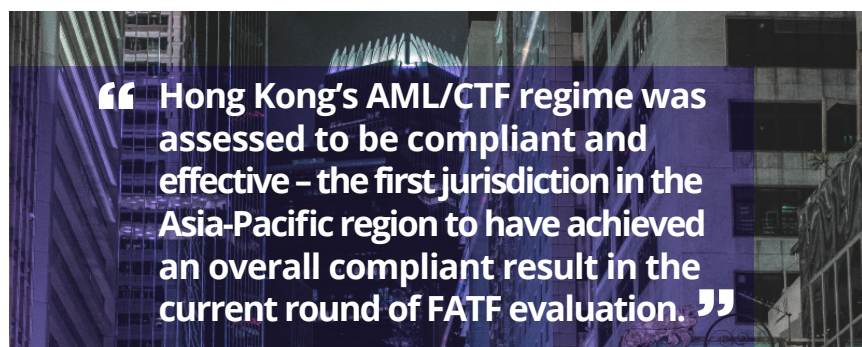 “ Hong Kong’s AML/CTF regime was
assessed to be compliant and
effective – the first jurisdiction in the
Asia-Pacific region to have achieved
an overall compliant result in the
current round of FATF evaluation. ”